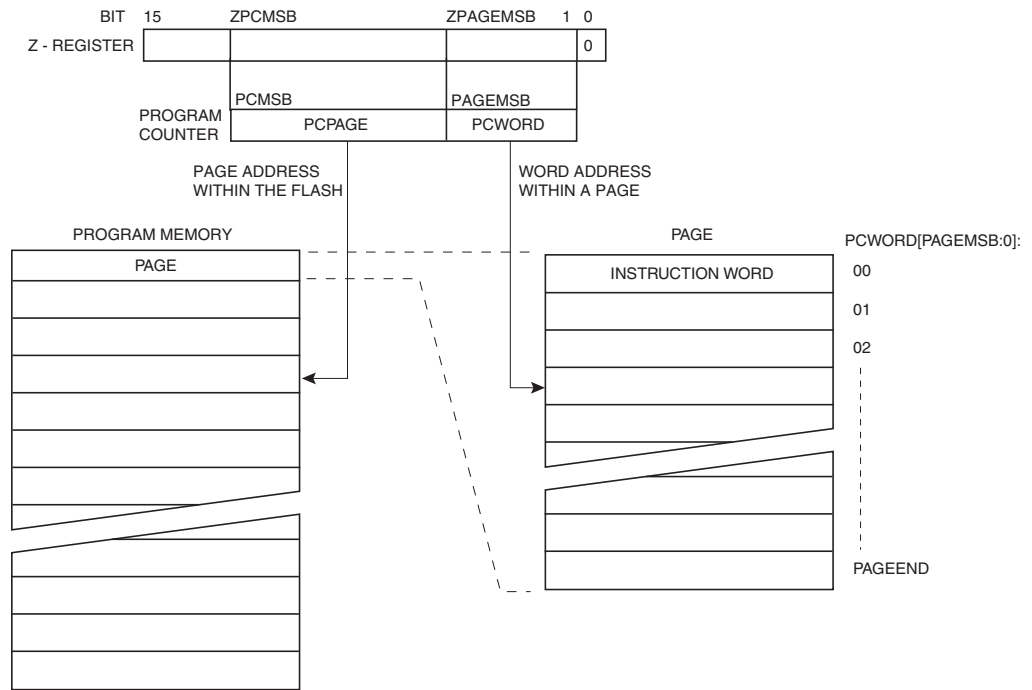 BIT 15 ZPCMSB ZPAGEMSB 1 0
Z - REGISTER 0
PCMSB PAGEMSB
PROGRAM
COUNTER
PCPAGE PCWORD
PAGE ADDRESS
WITHIN THE FLASH
WORD ADDRESS
WITHIN A PAGE
PROGRAM MEMORY
PAGE
PAGE
PCWORD[PAGEMSB:0]:
INSTRUCTION WORD
00
01
02
PAGEEND